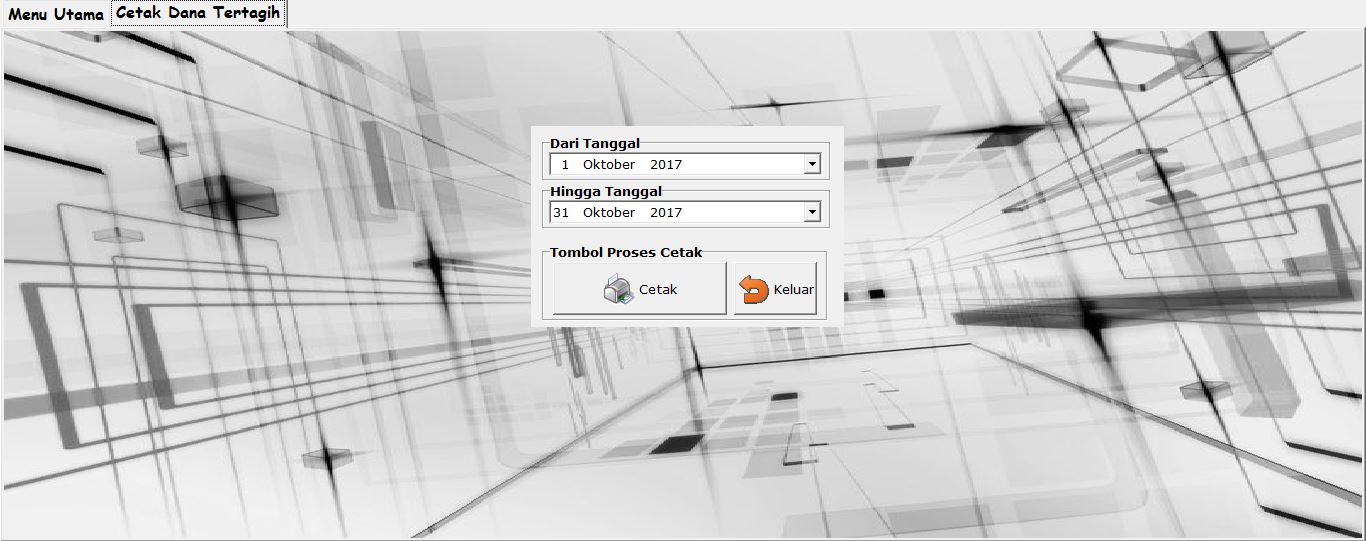 Menu Utama
Cetak Dana Tertagih
Dari Tanggal
1 Oktober 2017
Hingga Tanggal
31 Oktober 2017
Tombol Proses Cetak
Cetak
Keluar